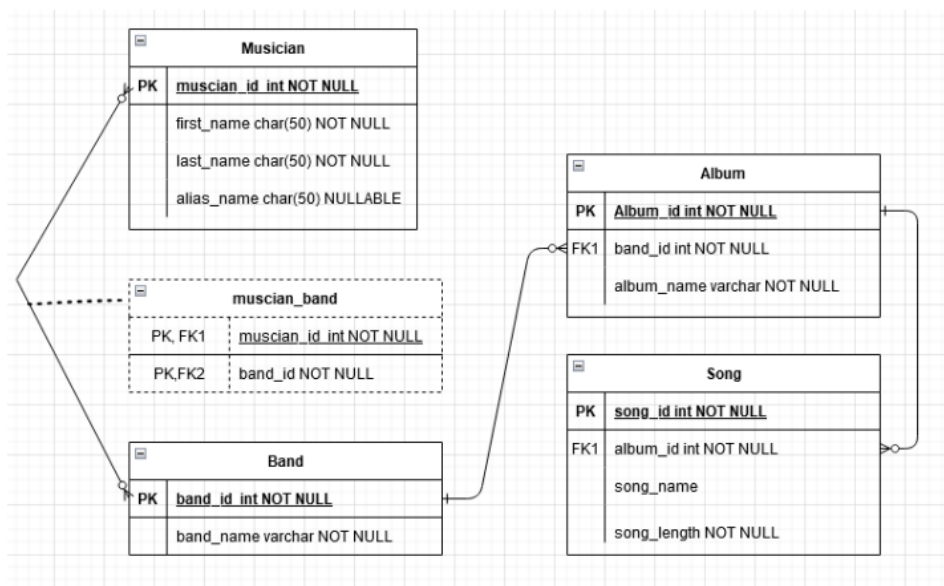 Musician
PK muscian_id int NOT NULL
first_name char(50) NOT NULL
last_name char(50) NOT NULL
alias_name char(50) NULLABLE
muscian_band
PK, FK1 muscian_id int NOT NULL
PK,FK2 band_id NOT NULL
Band
PK band_id int NOT NULL
band_name varchar NOT NULL
Album
PK Album_id int NOT NULL
FK1 band_id int NOT NULL
album_name varchar NOT NULL
Song
PK song_id int NOT NULL
FK1 album_id int NOT NULL
song_name
song_length NOT NULL